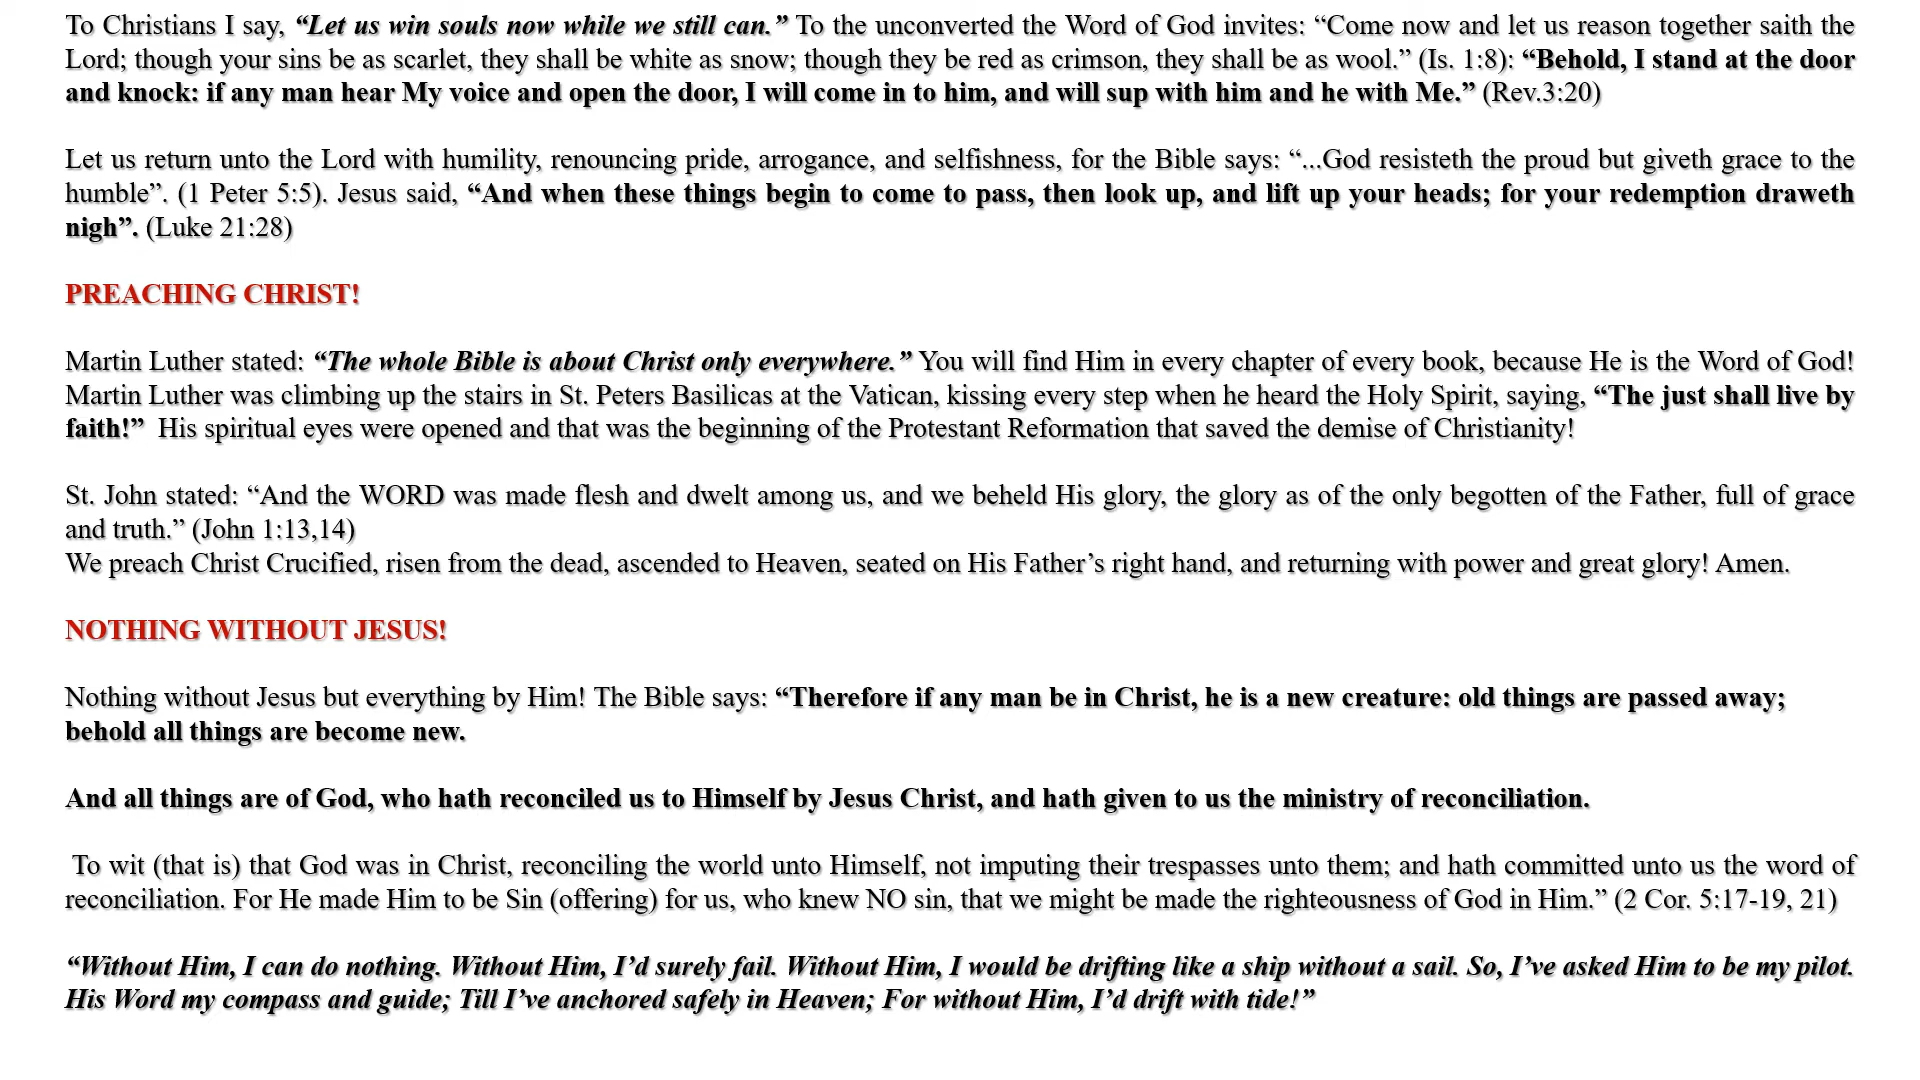 To Christians I say, “Let us win souls now while we still can.” To the unconverted the Word of God invites: “Come now and let us reason together saith the
Lord; though your sins be as scarlet, they shall be white as snow; though they be red as crimson, they shall be as wool.” (Is. 1:8): “Behold, I stand at the door
and knock: if any man hear My voice and open the door, I will come in to him, and will sup with him and he with Me.” (Rev.3:20)
Let us return unto the Lord with humility, renouncing pride, arrogance, and selfishness, for the Bible says: “...God resisteth the proud but giveth grace to the
humble”. (1 Peter 5:5). Jesus said, “And when these things begin to come to pass, then look up, and lift up your heads; for your redemption draweth
nigh”. (Luke 21:28)
PREACHING CHRIST!
Martin Luther stated: “The whole Bible is about Christ only everywhere.” You will find Him in every chapter of every book, because He is the Word of God!
Martin Luther was climbing up the stairs in St. Peters Basilicas at the Vatican, kissing every step when he heard the Holy Spirit, saying, “The just shall live by
faith!”  His spiritual eyes were opened and that was the beginning of the Protestant Reformation that saved the demise of Christianity!
St. John stated: “And the WORD was made flesh and dwelt among us, and we beheld His glory, the glory as of the only begotten of the Father, full of grace
and truth.” (John 1:13,14)
We preach Christ Crucified, risen from the dead, ascended to Heaven, seated on His Father’s right hand, and returning with power and great glory! Amen.
NOTHING WITHOUT JESUS!
Nothing without Jesus but everything by Him! The Bible says: “Therefore if any man be in Christ, he is a new creature: old things are passed away;
behold all things are become new.
And all things are of God, who hath reconciled us to Himself by Jesus Christ, and hath given to us the ministry of reconciliation.
To wit (that is) that God was in Christ, reconciling the world unto Himself, not imputing their trespasses unto them; and hath committed unto us the word of
reconciliation. For He made Him to be Sin (offering) for us, who knew NO sin, that we might be made the righteousness of God in Him.” (2 Cor. 5:17-19, 21)
“Without Him, I can do nothing. Without Him, I’d surely fail. Without Him, I would be drifting like a ship without a sail. So, I’ve asked Him to be my pilot.
His Word my compass and guide; Till I’ve anchored safely in Heaven; For without Him, I’d drift with tide!”